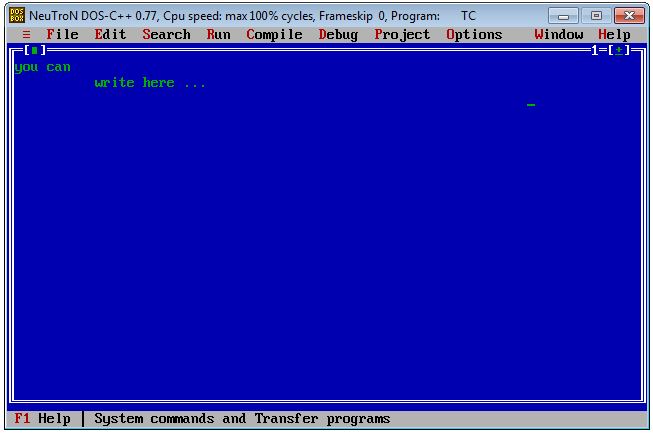 NeuTroN DOS-C++ 0.77, Cpu speed: max 100% cycles, Frameskip 0, Program: TC
DOS BOX
≡ File Edit Search Run Compile Debug Project Options Window Help
[■] 1=[↕]
you can
write here ...
F1 Help | System commands and Transfer programs